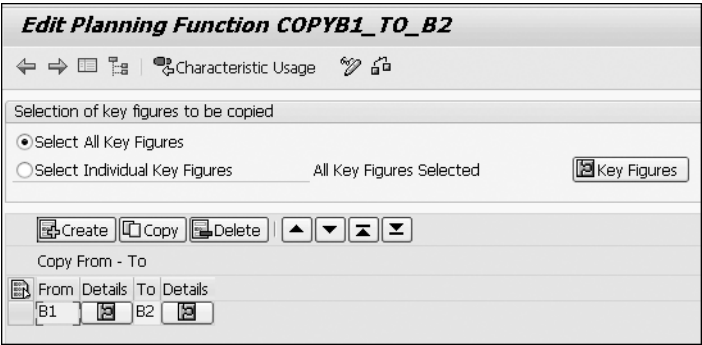 Edit Planning Function COPYB1_TO_B2
Characteristic Usage
Selection of key figures to be copied
Select All Key Figures
Select Individual Key Figures All Key Figures Selected Key Figures
Create Copy Delete
Copy From - To
From Details To Details
B1 B2